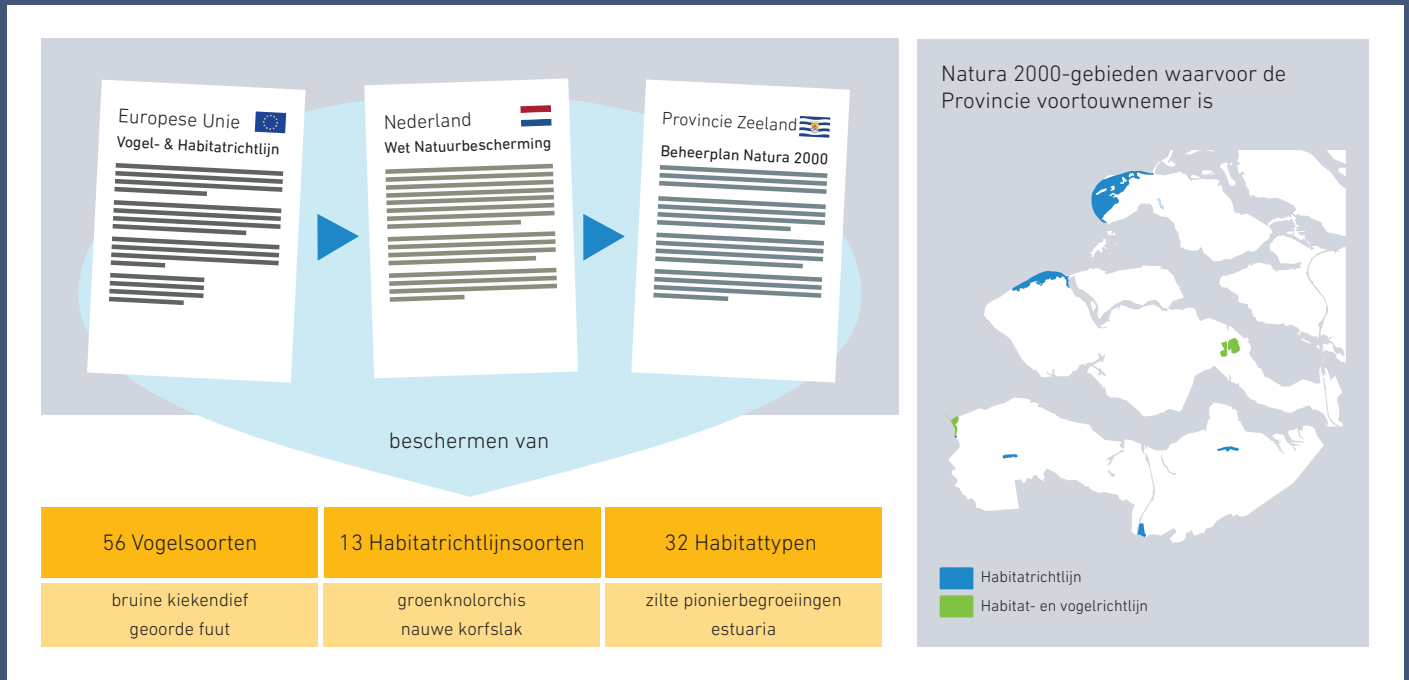 Europese Unie
Vogel- & Habitatrichtlijn
Nederland
Wet Natuurbescherming
Provincie Zeeland
Beheerplan Natura 2000
beschermen van
56 Vogelsoorten
13 Habitatrichtlijnsoorten
32 Habitattypen
bruine kiekendief
geoorde fuut
groenknolorchis
nauwe korfslak
zilte pionierbegroeiingen
estuaria
Natura 2000-gebieden waarvoor de
Provincie voortouwnemer is
Habitatrichtlijn
Habitat- en vogelrichtlijn